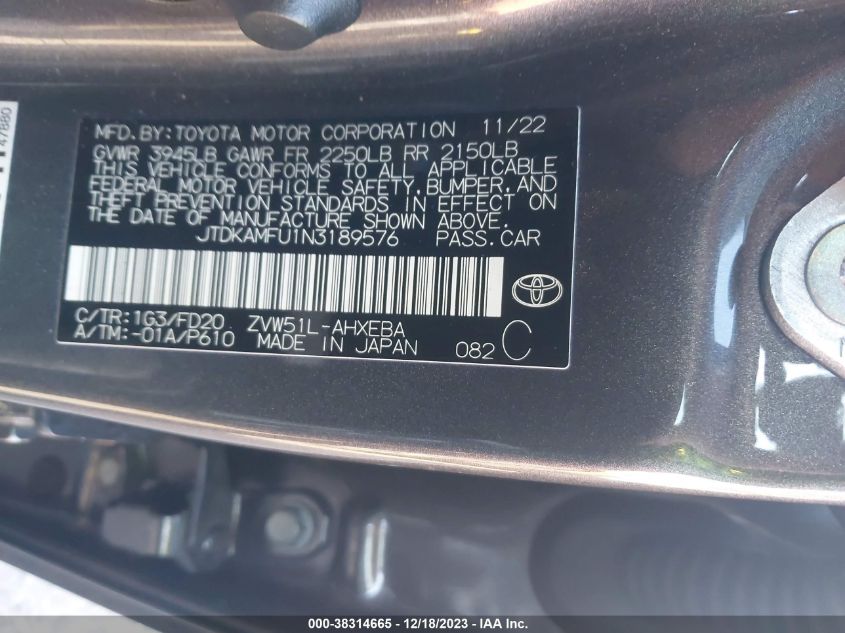 47880
MFD.BY:TOYOTA MOTOR CORPORATION 11/22
GVWR 3945LB GAWR FR 2250LB RR 2150LB
THIS VEHICLE CONFORMS TO ALL APPLICABLE
FEDERAL MOTOR VEHICLE SAFETY,BUMPER,AND
THEFT PREVENTION STANDARDS IN EFFECT ON
THE DATE OF MANUFACTURE SHOWN ABOVE.
JTDKAMFU1N3189576 PASS.CAR
C/TR:1G3/FD20 ZVW51L-AHXEBA
A/TM:-01A/P610 MADE IN JAPAN 082 C
000-38314665 - 12/18/2023 - IAA, Inc.